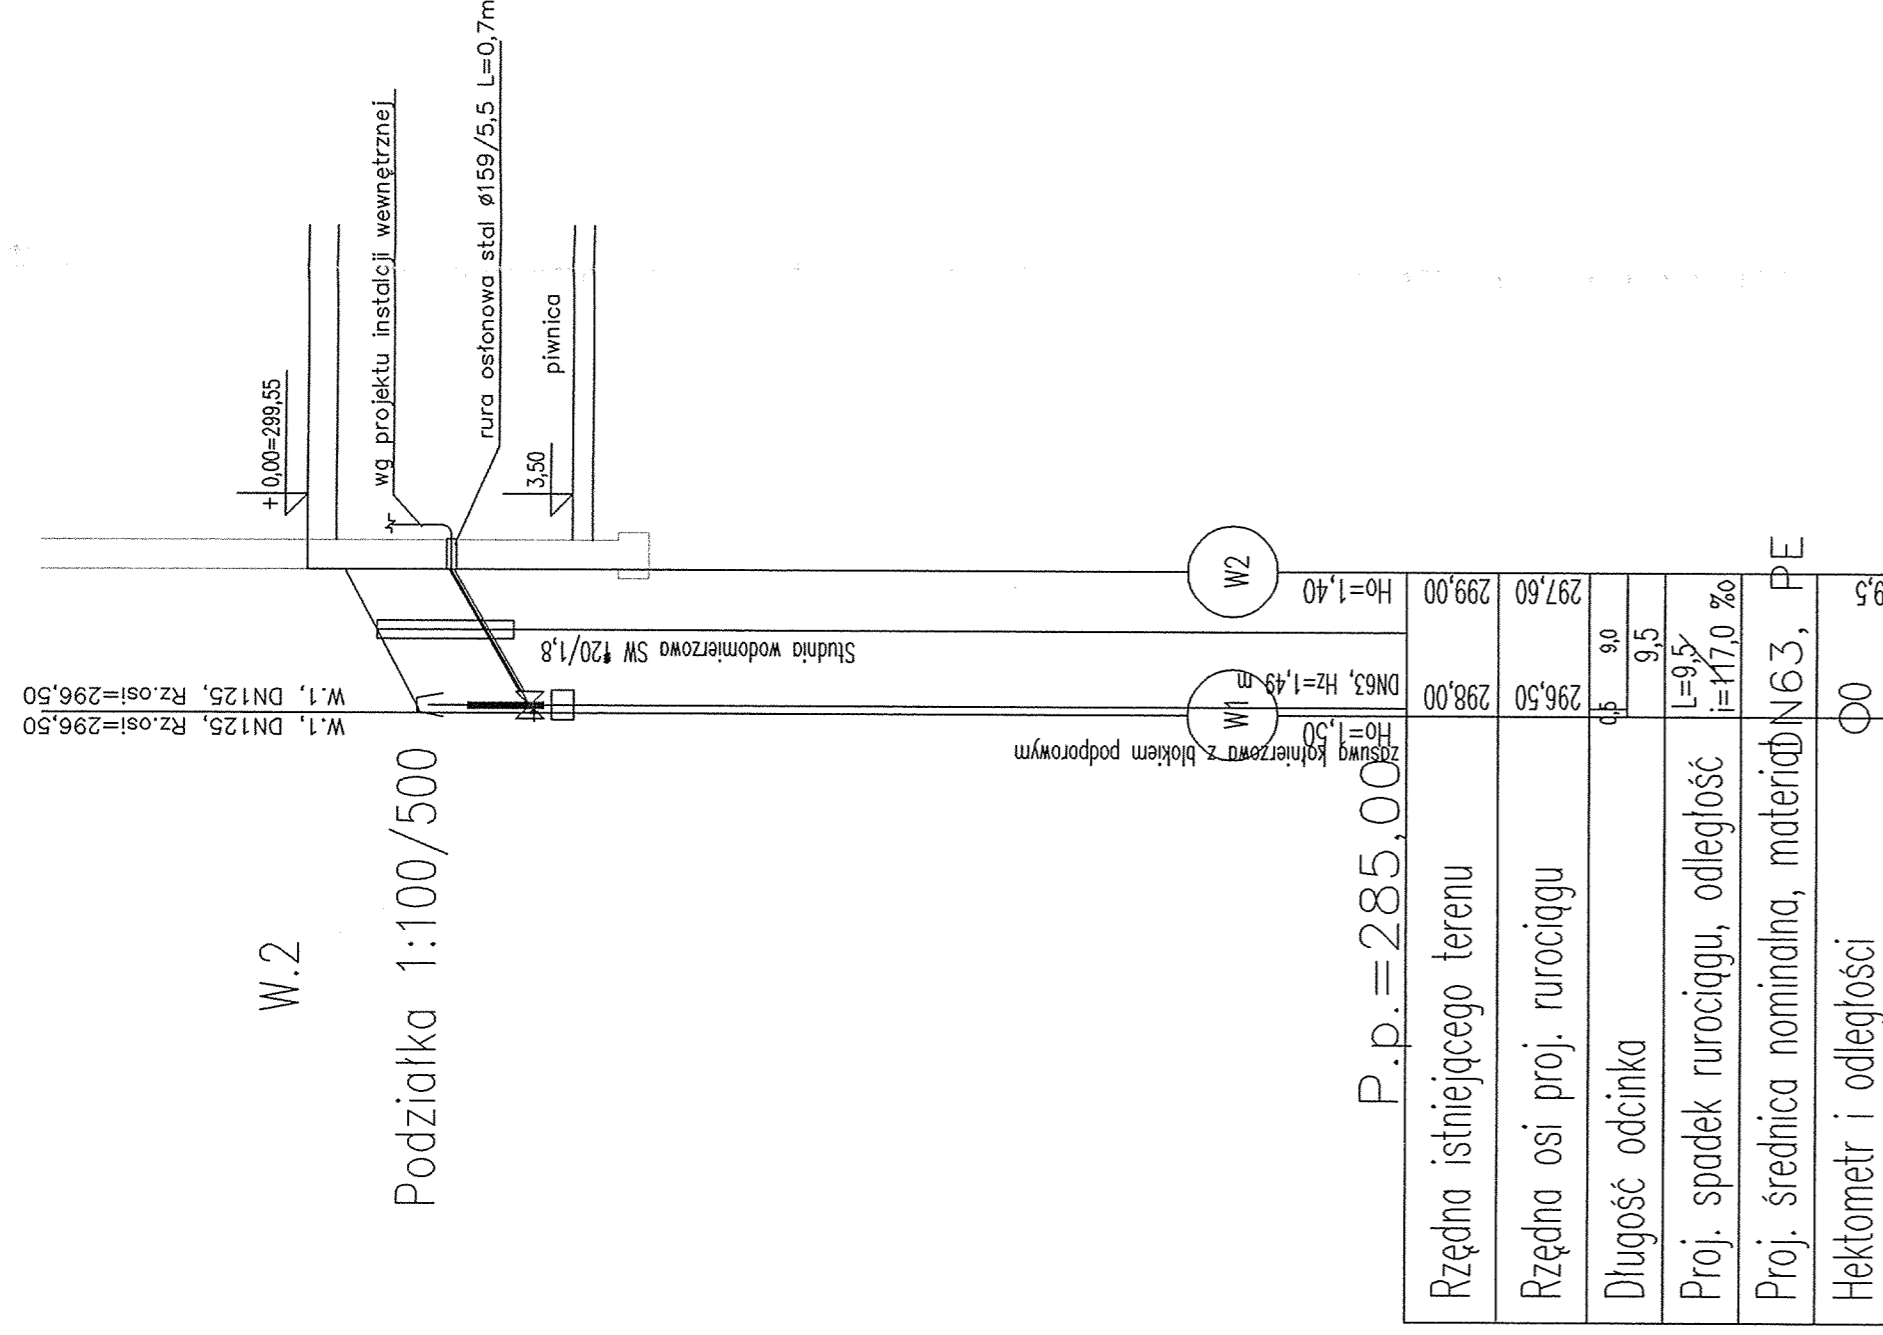 W.2
Podziałka 1:100/500
W.1, DN125, Rz.osi=296,50
W.1, DN125, Rz.osi=296,50
+0,00=299,55
wg projektu instalcji wewnętrznej
rura osłonowa stal ø159/5,5 L=0,7m
3,50
piwnica
Studnia wodomierzowa SW 120/1,8
DN63, Hz=1,49 m
zasuwa kołnierzowa z blokiem podporowym
W1
W2
Ho=1,50
Ho=1,40
P.p.=285,00
Rzędna istniejącego terenu 298,00 299,00
Rzędna osi proj. rurociągu 296,50 297,60
Długość odcinka 0,5 9,0
9,5
Proj. spadek rurociągu, odległość L=9,5
i=117,0 ‰
Proj. średnica nominalna, materiał DN63, PE
Hektometr i odległości 00 9,5